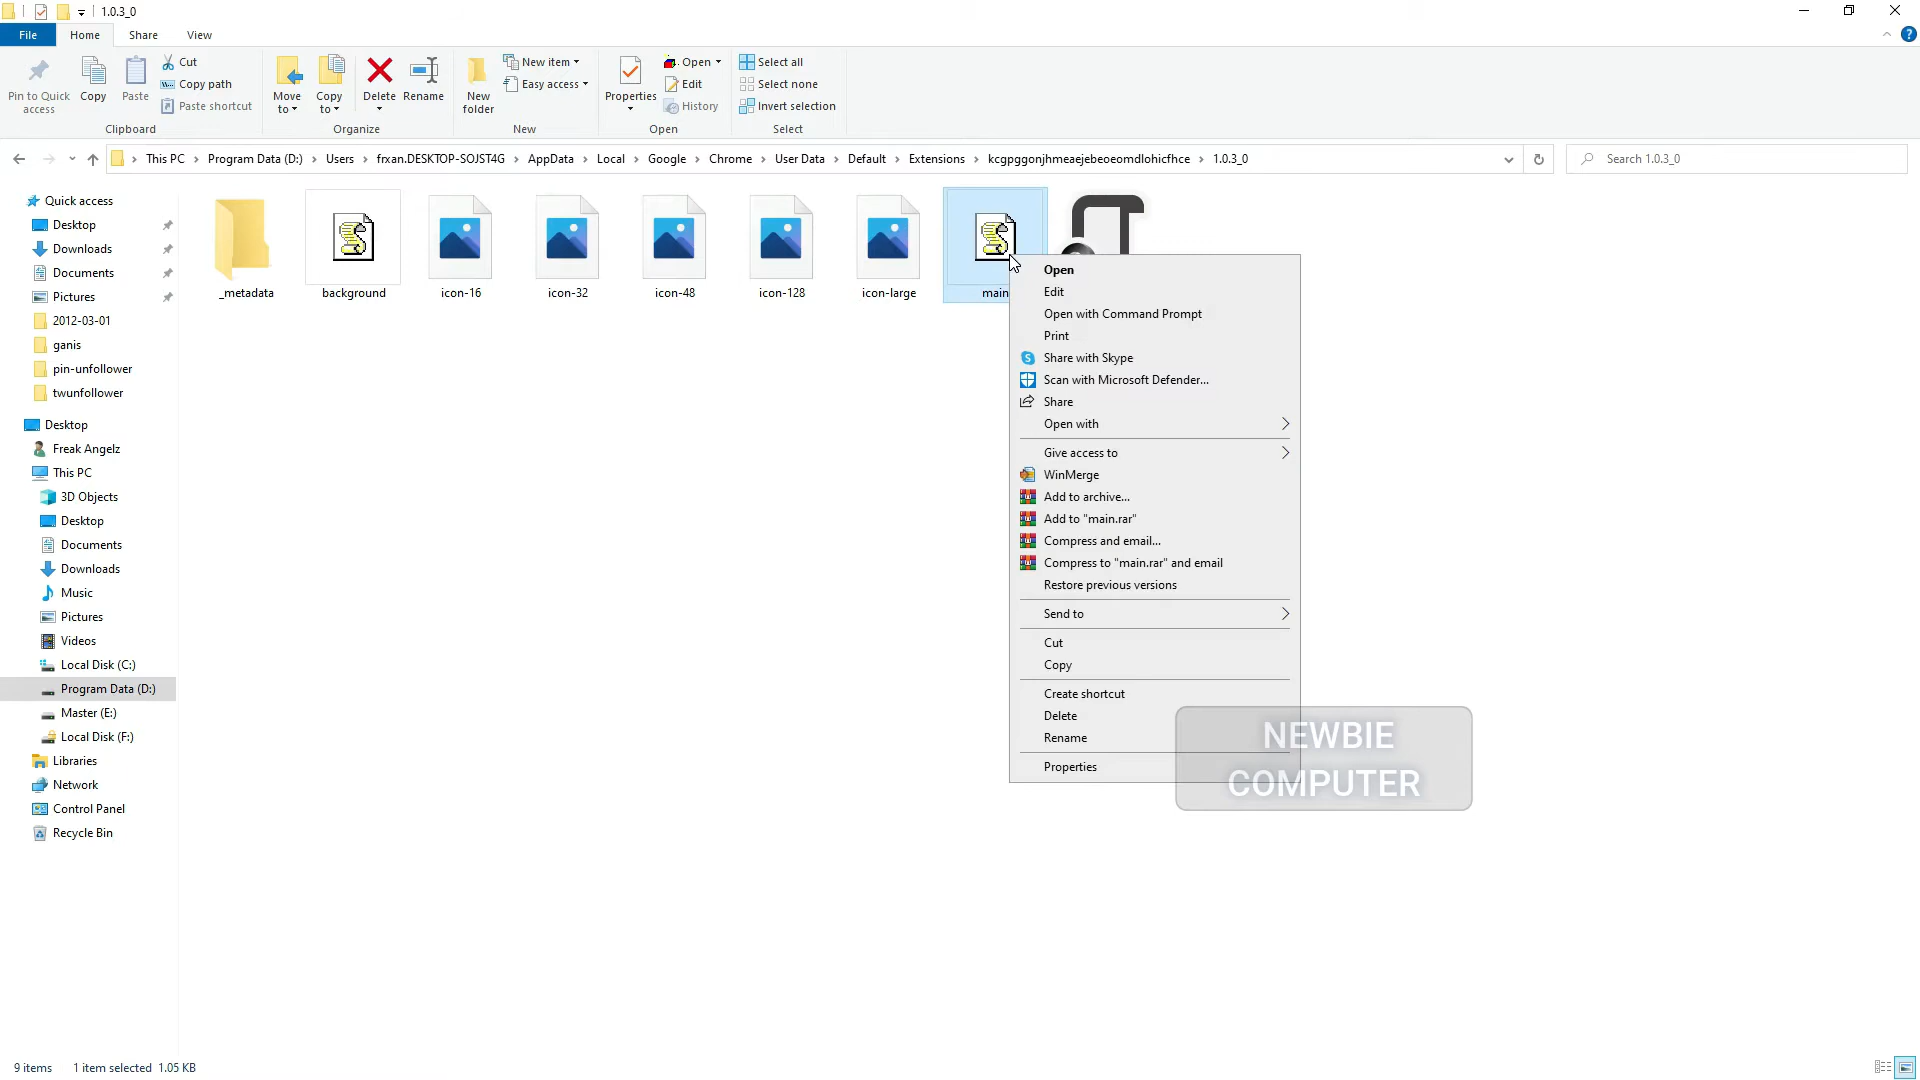 1.0.3_0
File
Home
Share
View
Pin to Quick access
Copy
Paste
Cut
Copy path
Paste shortcut
Clipboard
Move to
Copy to
Delete
Rename
Organize
New folder
New item
Easy access
New
Properties
Open
Edit
History
Open
Select all
Select none
Invert selection
Select
This PC > Program Data (D:) > Users > frxan.DESKTOP-SOJST4G > AppData > Local > Google > Chrome > User Data > Default > Extensions > kcgpggonjhmeaejebeoeomdlohicfhce > 1.0.3_0
Search 1.0.3_0
Quick access
Desktop
Downloads
Documents
Pictures
2012-03-01
ganis
pin-unfollower
twunfollower
Desktop
Freak Angelz
This PC
3D Objects
Desktop
Documents
Downloads
Music
Pictures
Videos
Local Disk (C:)
Program Data (D:)
Master (E:)
Local Disk (F:)
Libraries
Network
Control Panel
Recycle Bin
_metadata
background
icon-16
icon-32
icon-48
icon-128
icon-large
main
Open
Edit
Open with Command Prompt
Print
Share with Skype
Scan with Microsoft Defender...
Share
Open with
Give access to
WinMerge
Add to archive...
Add to "main.rar"
Compress and email...
Compress to "main.rar" and email
Restore previous versions
Send to
Cut
Copy
Create shortcut
Delete
Rename
Properties
NEWBIE
COMPUTER
9 items
1 item selected 1.05 KB